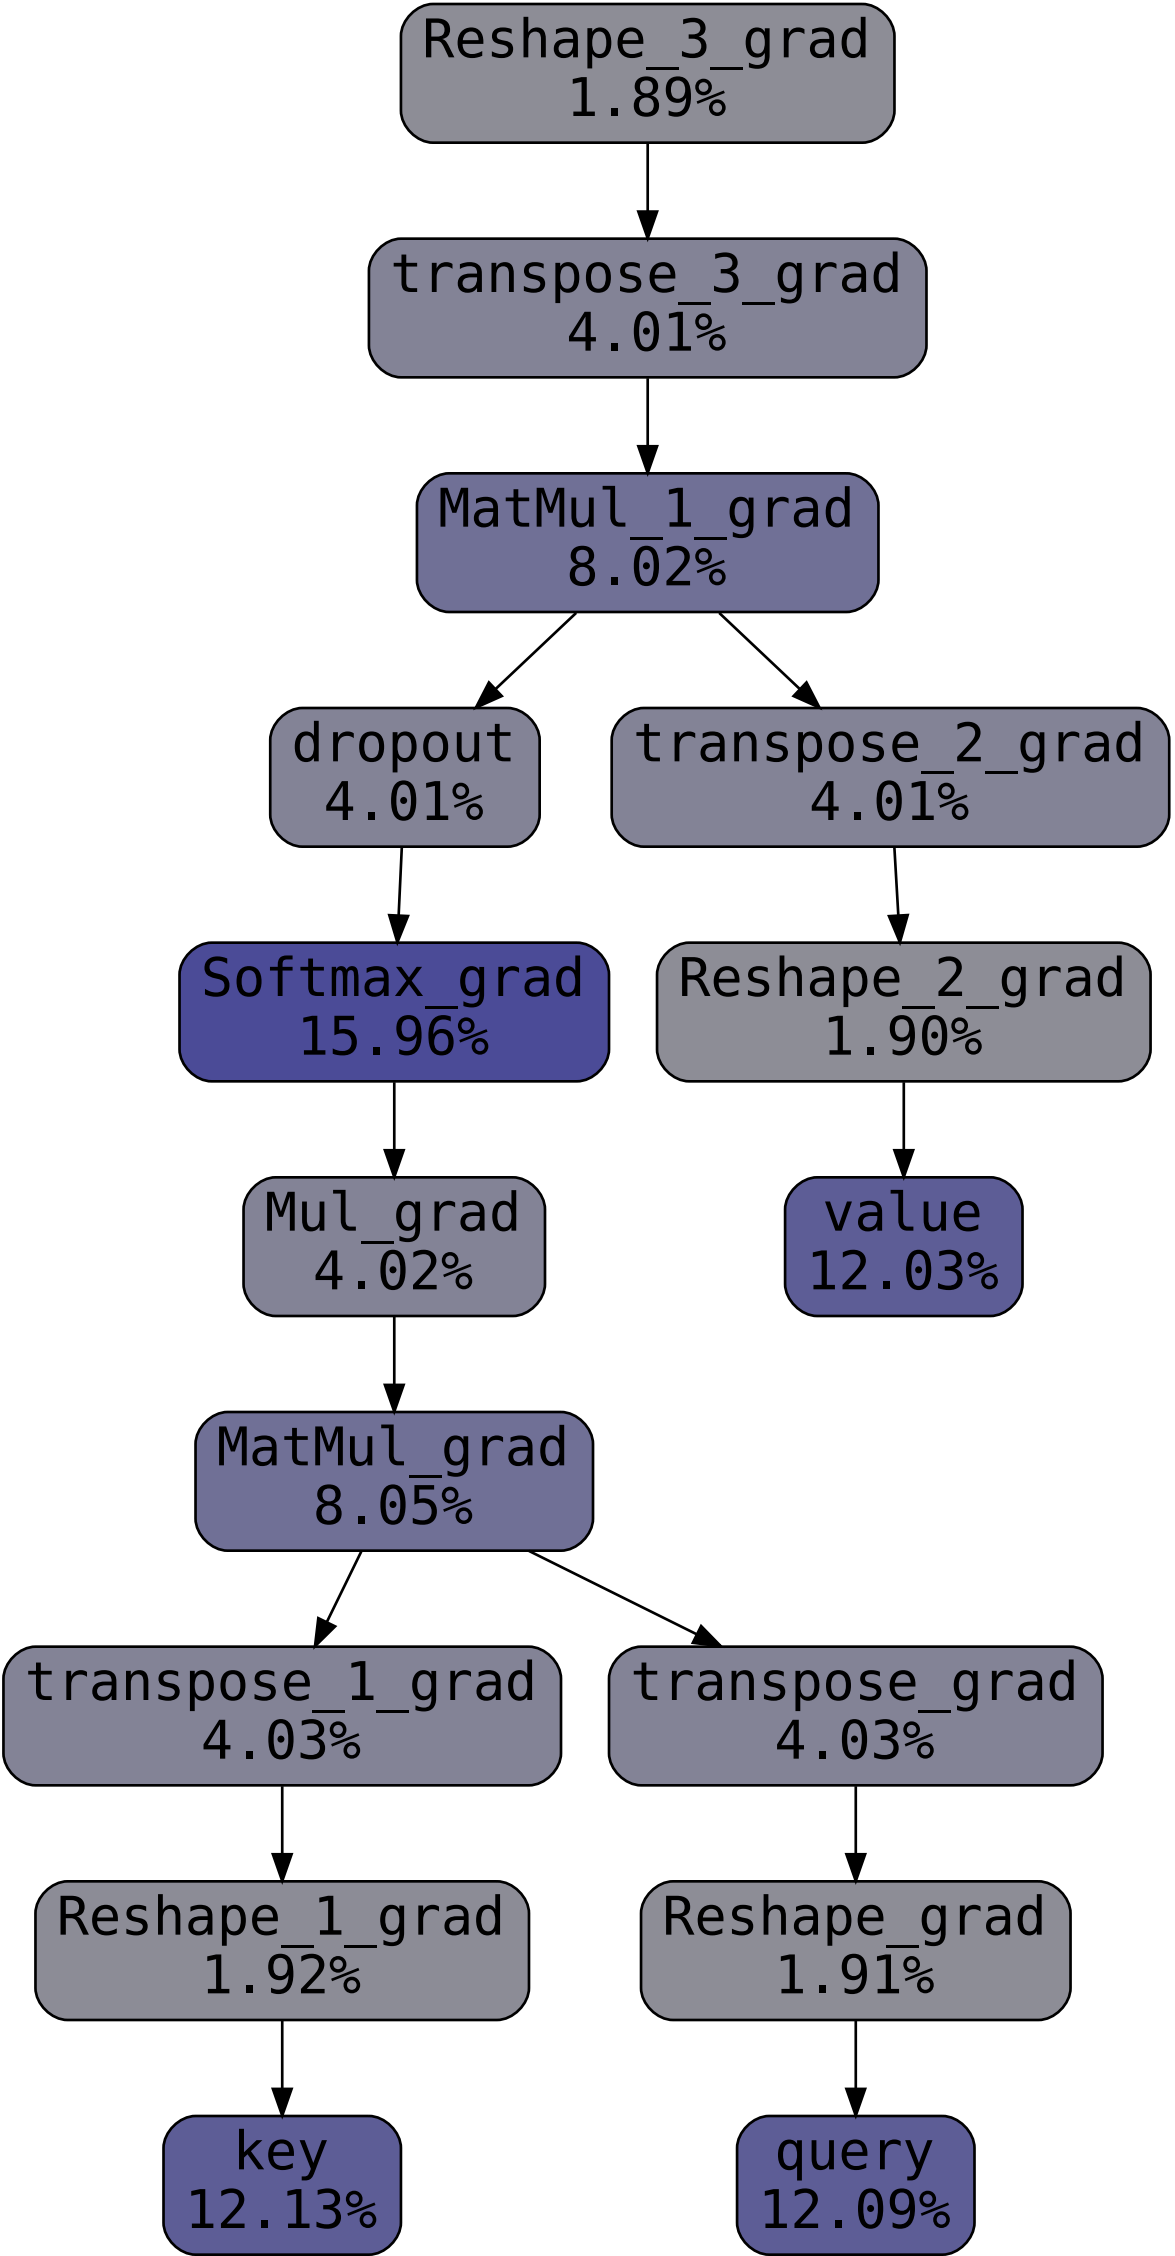 Reshape_3_grad
1.89%
transpose_3_grad
4.01%
MatMul_1_grad
8.02%
dropout
4.01%
transpose_2_grad
4.01%
Softmax_grad
15.96%
Reshape_2_grad
1.90%
Mul_grad
4.02%
value
12.03%
MatMul_grad
8.05%
transpose_1_grad
4.03%
transpose_grad
4.03%
Reshape_1_grad
1.92%
Reshape_grad
1.91%
key
12.13%
query
12.09%